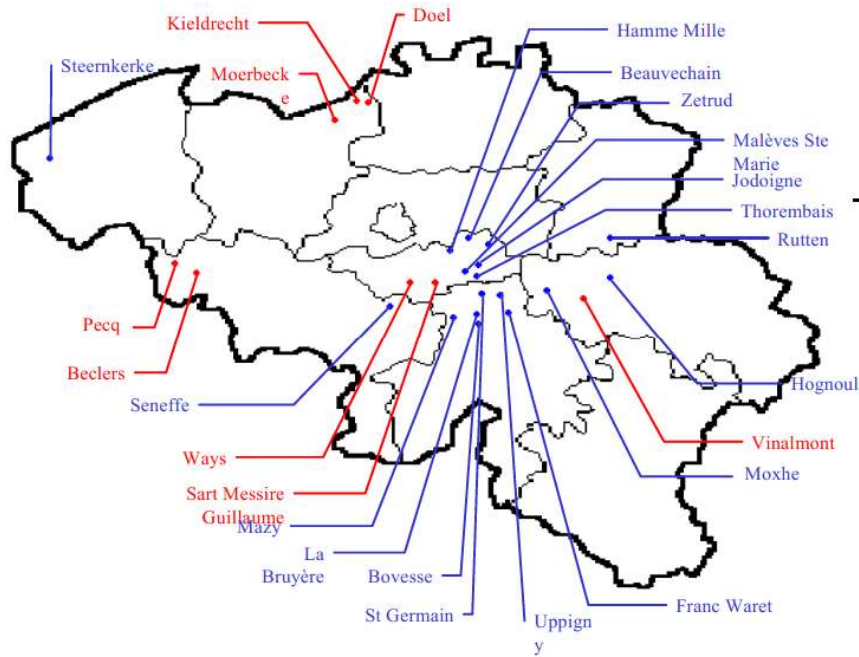 Doel
Kieldrecht
Hamme Mille
Steernkerke
Moerbeck
e
Beauvechain
Zetrud
Malèves Ste
Marie
Jodoigne
Thorembais
Rutten
Pecq
Beclers
Seneffe
Hognoul
Ways
Vinalmont
Moxhe
Sart Messire
Guillaume
Mazy
La
Bruyère
Bovesse
St Germain
Uppign
y
Franc Waret